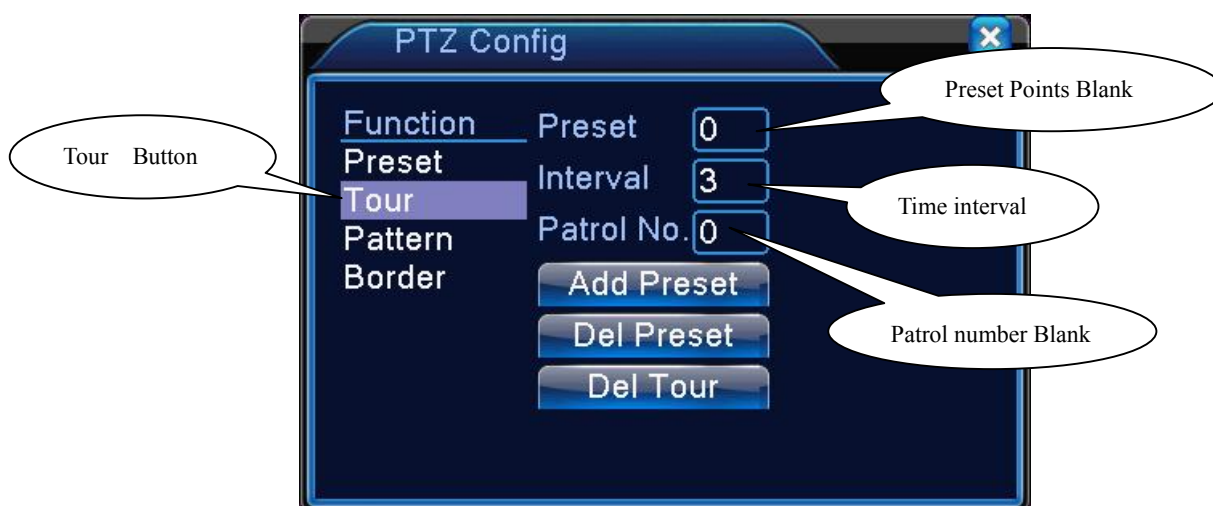 PTZ Config
Preset Points Blank
Function
Preset 0
Tour Button
Preset
Interval 3
Tour
Time interval
Pattern
Patrol No. 0
Border
Add Preset
Del Preset
Patrol number Blank
Del Tour